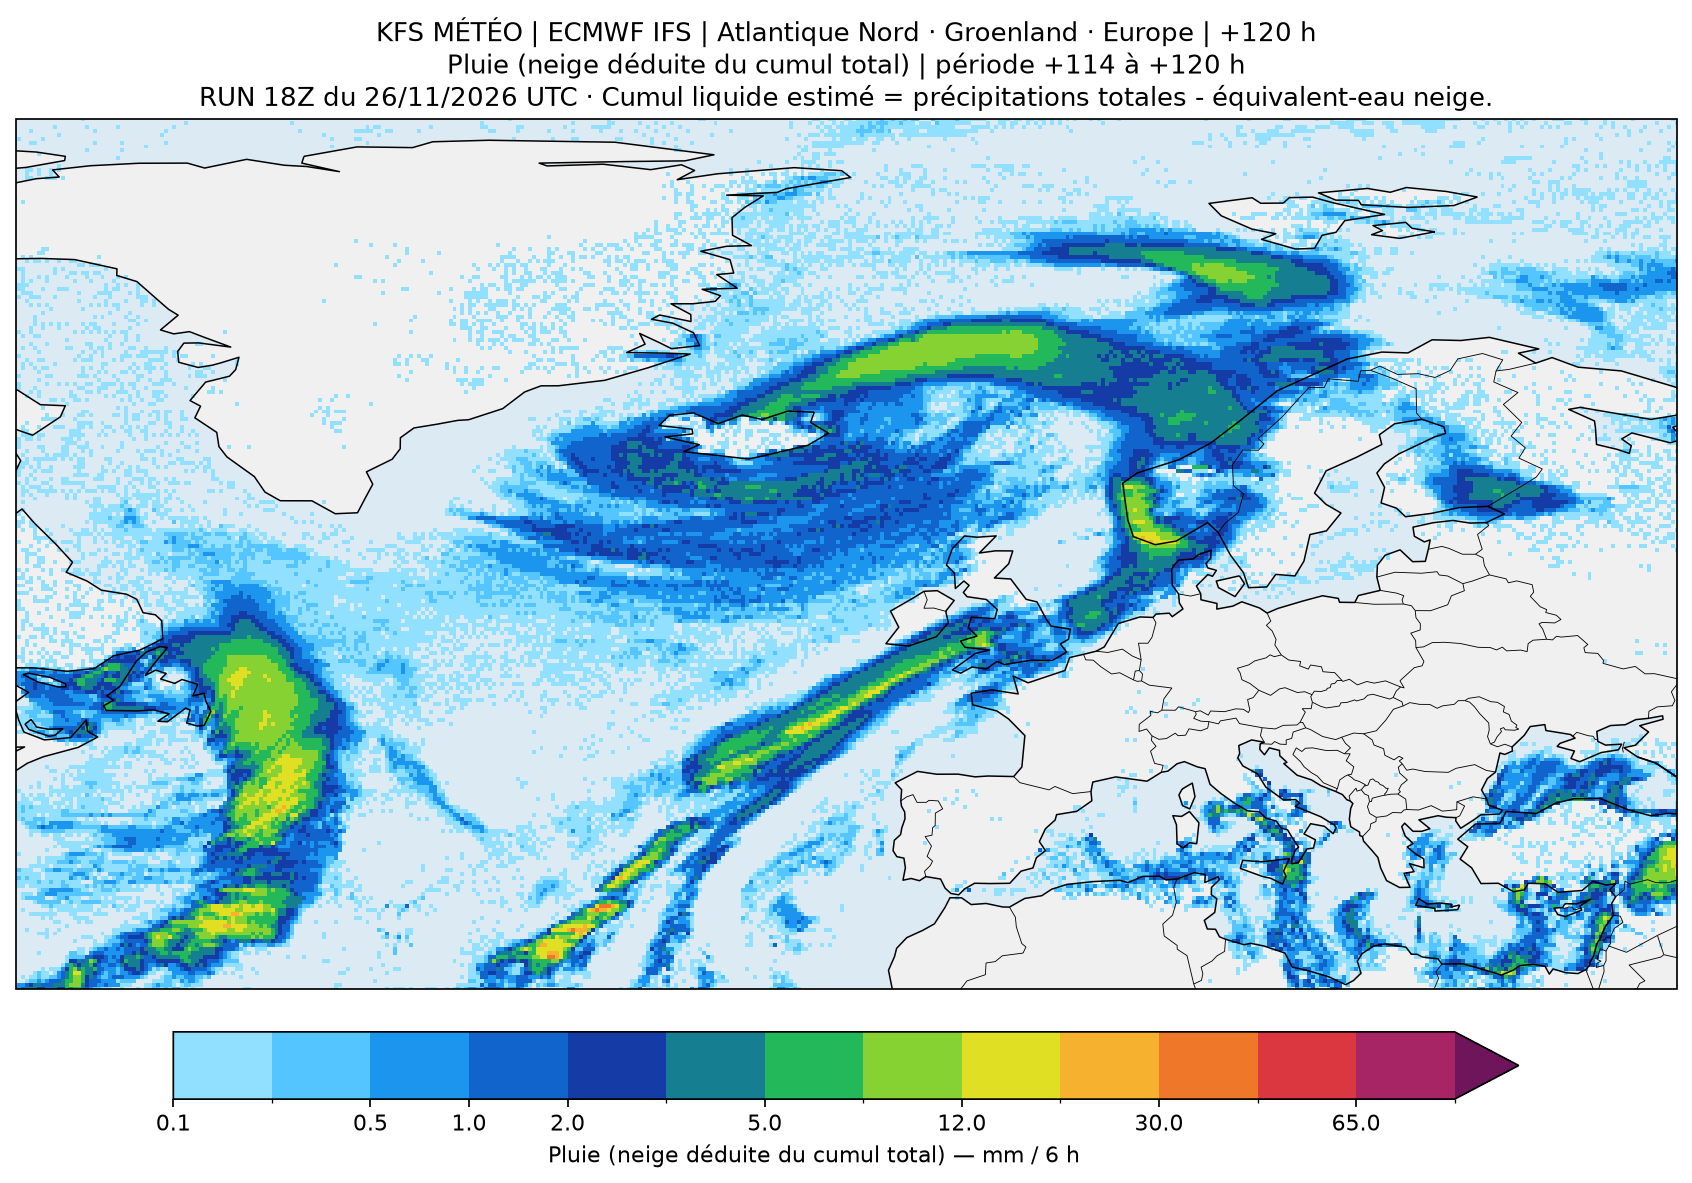 KFS MÉTÉO | ECMWF IFS | Atlantique Nord · Groenland · Europe | +120 h
Pluie (neige déduite du cumul total) | période +114 à +120 h
RUN 18Z du 26/11/2026 UTC · Cumul liquide estimé = précipitations totales - équivalent-eau neige.
0.1 0.5 1.0 2.0 5.0 12.0 30.0 65.0
Pluie (neige déduite du cumul total) — mm / 6 h